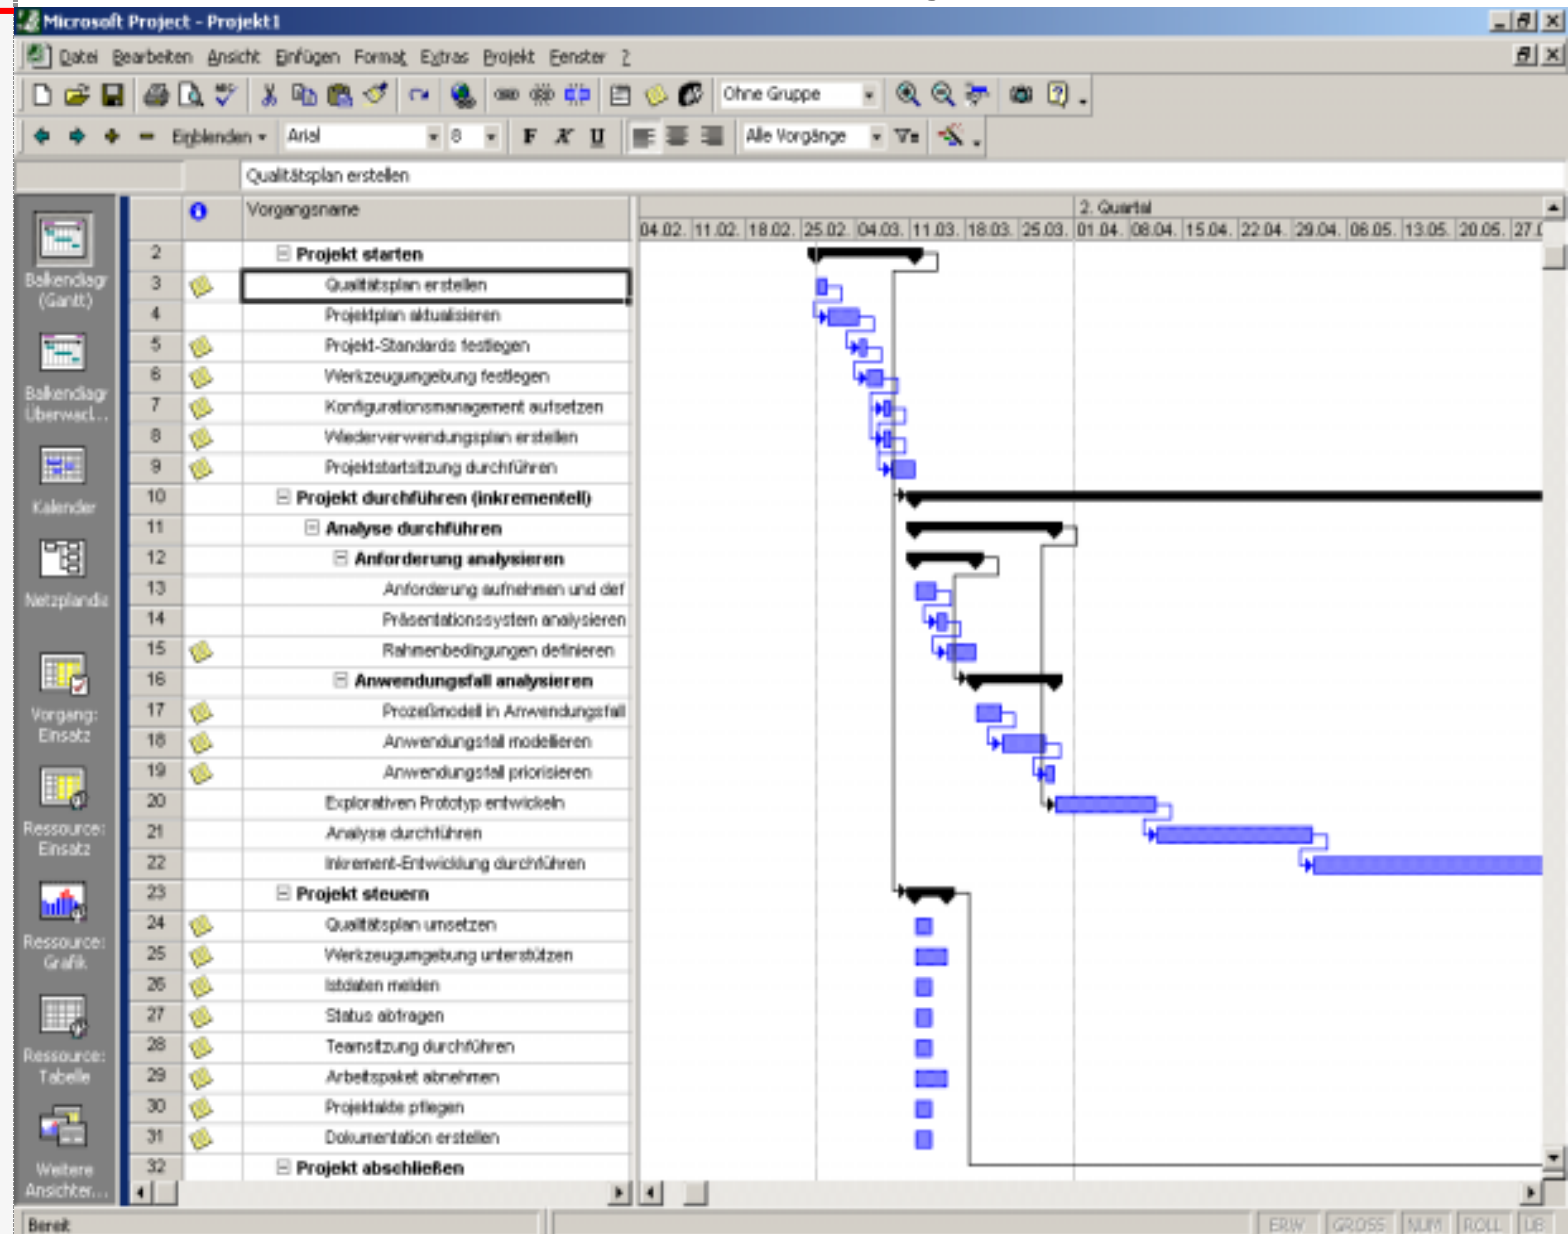 Microsoft Project - Projekt1
Datei Bearbeiten Ansicht Einfügen Format Extras Projekt Fenster ?
Ohne Gruppe
Einblenden Arial 8 F K U Alle Vorgänge
Qualitätsplan erstellen
Vorgangsname
2. Quartal
04.02. 11.02. 18.02. 25.02. 04.03. 11.03. 18.03. 25.03. 01.04. 08.04. 15.04. 22.04. 29.04. 06.05. 13.05. 20.05. 27.0
2 Projekt starten
3 Qualitätsplan erstellen
4 Projektplan aktualisieren
5 Projekt-Standards festlegen
6 Werkzeugumgebung festlegen
7 Konfigurationsmanagement aufsetzen
8 Wiederverwendungsplan erstellen
9 Projektstartsitzung durchführen
10 Projekt durchführen (inkrementell)
11 Analyse durchführen
12 Anforderung analysieren
13 Anforderung aufnehmen und def
14 Präsentationssystem analysieren
15 Rahmenbedingungen definieren
16 Anwendungsfall analysieren
17 Prozeßmodell in Anwendungsfall
18 Anwendungsfall modellieren
19 Anwendungsfall priorisieren
20 Explorativen Prototyp entwickeln
21 Analyse durchführen
22 Inkrement-Entwicklung durchführen
23 Projekt steuern
24 Qualitätsplan umsetzen
25 Werkzeugumgebung unterstützen
26 Istdaten melden
27 Status abfragen
28 Teamsitzung durchführen
29 Arbeitspaket abnehmen
30 Projektakte pflegen
31 Dokumentation erstellen
32 Projekt abschließen
Balkendiagr
(Gantt)
Balkendiagr
Überwacl...
Kalender
Netzplandia
Vorgang:
Einsatz
Ressource:
Einsatz
Ressource:
Grafik
Ressource:
Tabelle
Weitere
Ansichter...
Bereit
ERW GROSS NUM ROLL ÜB